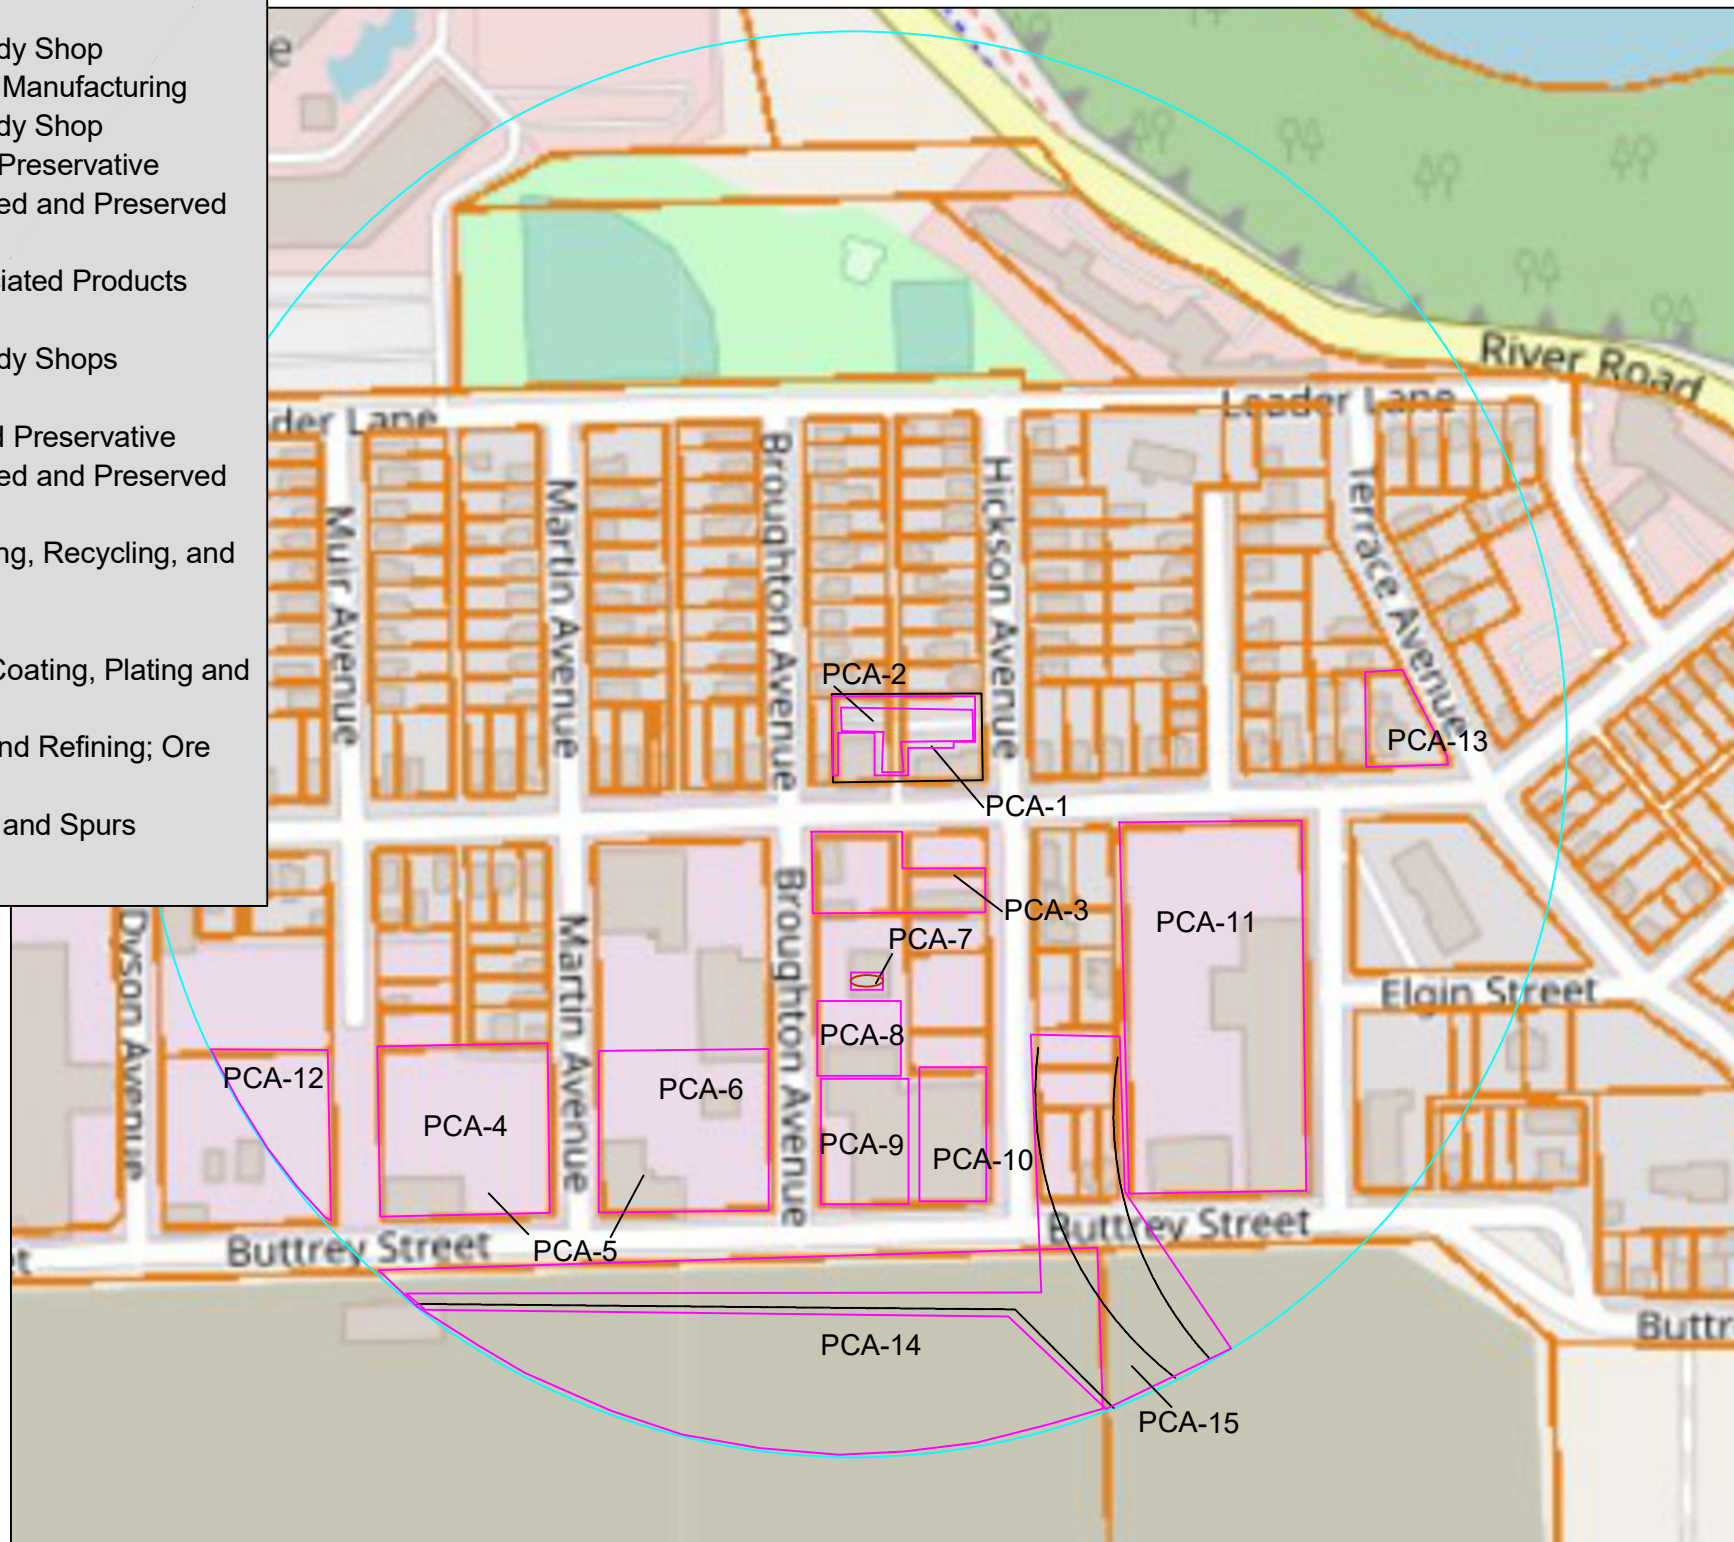 dy Shop
Manufacturing
dy Shop
Preservative
ed and Preserved
iated Products
dy Shops
d Preservative
ed and Preserved
ng, Recycling, and
Coating, Plating and
nd Refining; Ore
and Spurs
e
River Road
der Lane
Leader Lane
Muir Avenue
Martin Avenue
Broughton Avenue
Hickson Avenue
Terrace Avenue
PCA-2
PCA-13
PCA-1
PCA-3
PCA-11
PCA-7
Dyson Avenue
Martin Avenue
Broughton Avenue
Elgin Street
PCA-8
PCA-12
PCA-6
PCA-4
PCA-9
PCA-10
et
Buttrey Street
PCA-5
Buttrey Street
Buttr
PCA-14
PCA-15